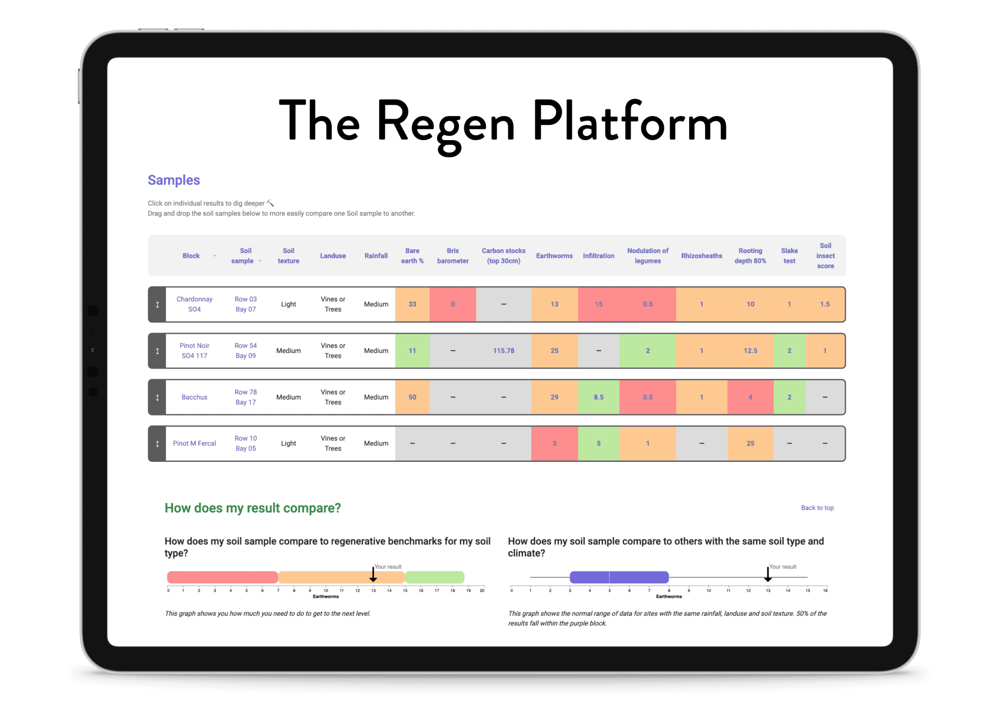 The Regen Platform
Samples
Click on individual results to dig deeper
Drag and drop the soil samples below to more easily compare one Soil sample to another.
Block Soil sample Soil texture Landuse Rainfall Bare earth % Brix barometer Carbon stocks (top 30cm) Earthworms Infiltration Nodulation of legumes Rhizosheaths Rooting depth 80% Slake test Soil insect score
Chardonnay SO4 Row 03 Bay 07 Light Vines or Trees Medium 33 0 – 13 15 0.5 1 10 1 1.5
Pinot Noir SO4 117 Row 54 Bay 09 Medium Vines or Trees Medium 11 – 115.78 25 – 2 1 12.5 2 1
Bacchus Row 78 Bay 17 Medium Vines or Trees Medium 50 – – 29 8.5 0.5 1 4 2 –
Pinot M Fercal Row 10 Bay 05 Light Vines or Trees Medium – – – 3 5 1 – 25 – –
How does my result compare?
Back to top
How does my soil sample compare to regenerative benchmarks for my soil
type?
Your result
0 1 2 3 4 5 6 7 8 9 10 11 12 13 14 15 16 17 18 19 20
Earthworms
This graph shows you how much you need to do to get to the next level.
How does my soil sample compare to others with the same soil type and
climate?
Your result
0 1 2 3 4 5 6 7 8 9 10 11 12 13 14 15 16
Earthworms
This graph shows the normal range of data for sites with the same rainfall, landuse and soil texture. 50% of the
results fall within the purple block.